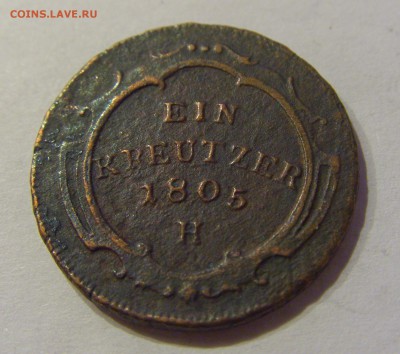 COINS.LAVE.RU
EIN
KREUTZER
1805
H